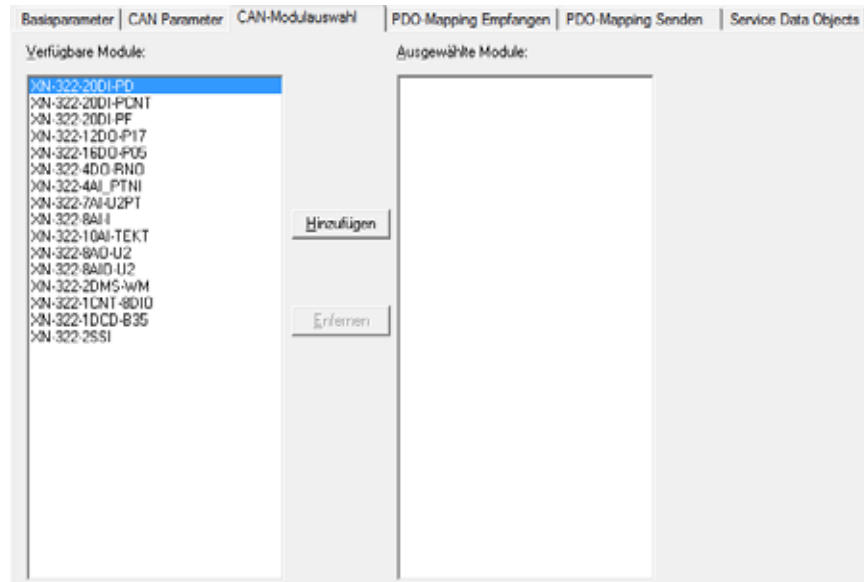 Basisparameter
CAN Parameter
CAN-Modulauswahl
PDO-Mapping Empfangen
PDO-Mapping Senden
Service Data Objects
Verfügbare Module:
Ausgewählte Module:
XN-322-20DI-PD
XN-322-20DI-PCNT
XN-322-20DI-PF
XN-322-12DO-P17
XN-322-16DO-P05
XN-322-4DO-RNO
XN-322-4AI_PTNI
XN-322-7AI-U2PT
XN-322-8AI-I
XN-322-10AI-TEKT
XN-322-8AO-U2
XN-322-8AIO-U2
XN-322-2DMS-WM
XN-322-1CNT-8DIO
XN-322-1DCD-B35
XN-322-2SSI
Hinzufügen
Enfernen